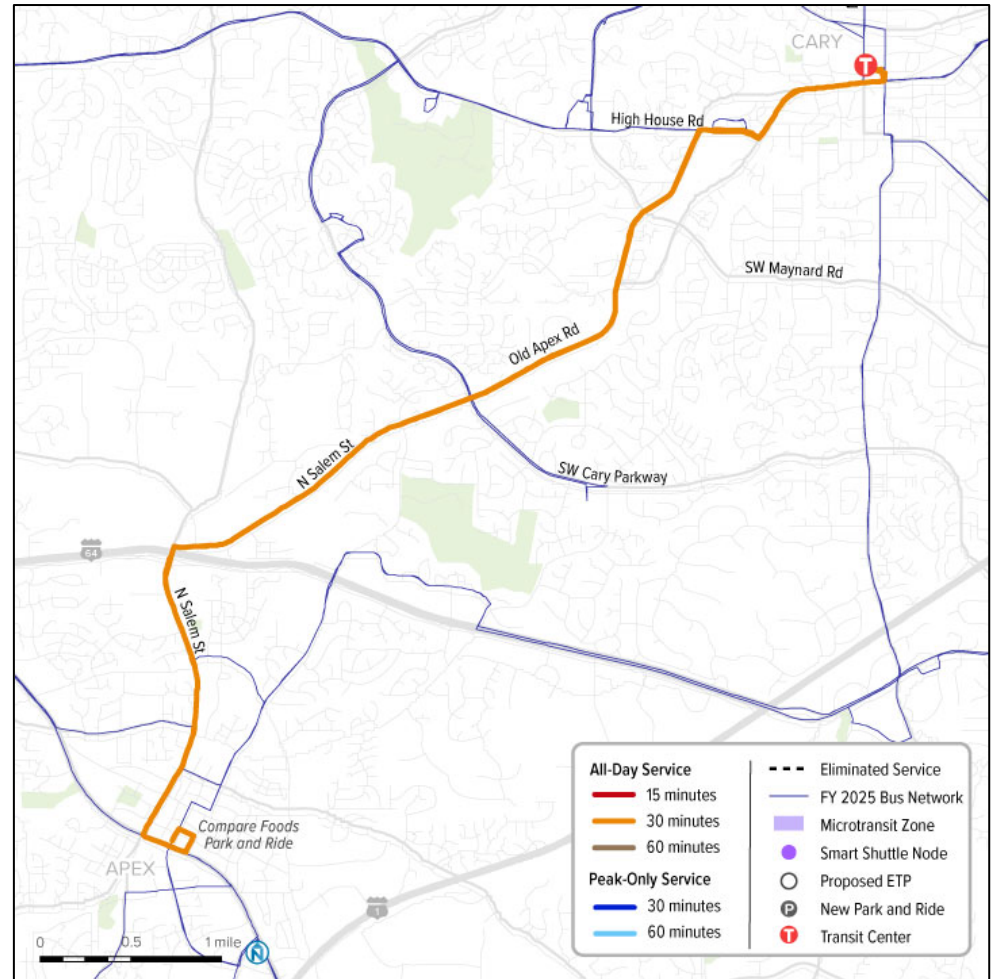 CARY
T
High House Rd
SW Maynard Rd
Old Apex Rd
N Salem St
SW Cary Parkway
64
N Salem St
Compare Foods
Park and Ride
APEX
1
0 0.5 1 mile
N
All-Day Service
15 minutes
30 minutes
60 minutes
Peak-Only Service
30 minutes
60 minutes
Eliminated Service
FY 2025 Bus Network
Microtransit Zone
Smart Shuttle Node
Proposed ETP
P New Park and Ride
T Transit Center